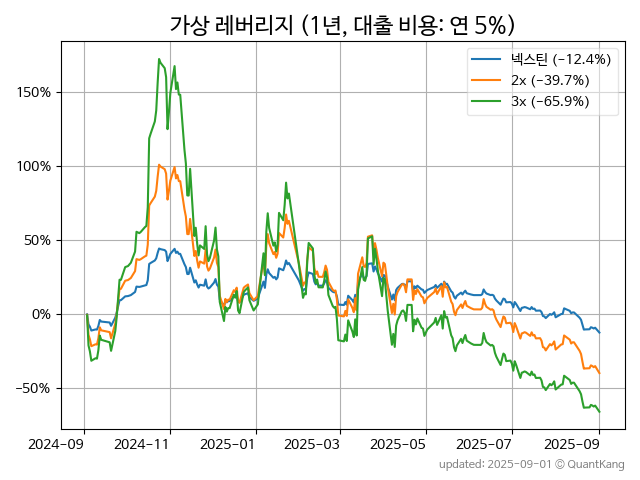 가상 레버리지 (1년, 대출 비용: 연 5%)
넥스틴 (−12.4%)
2x (−39.7%)
3x (−65.9%)
150%
100%
50%
0%
−50%
2024-09
2024-11
2025-01
2025-03
2025-05
2025-07
2025-09
updated: 2025-09-01 © QuantKang